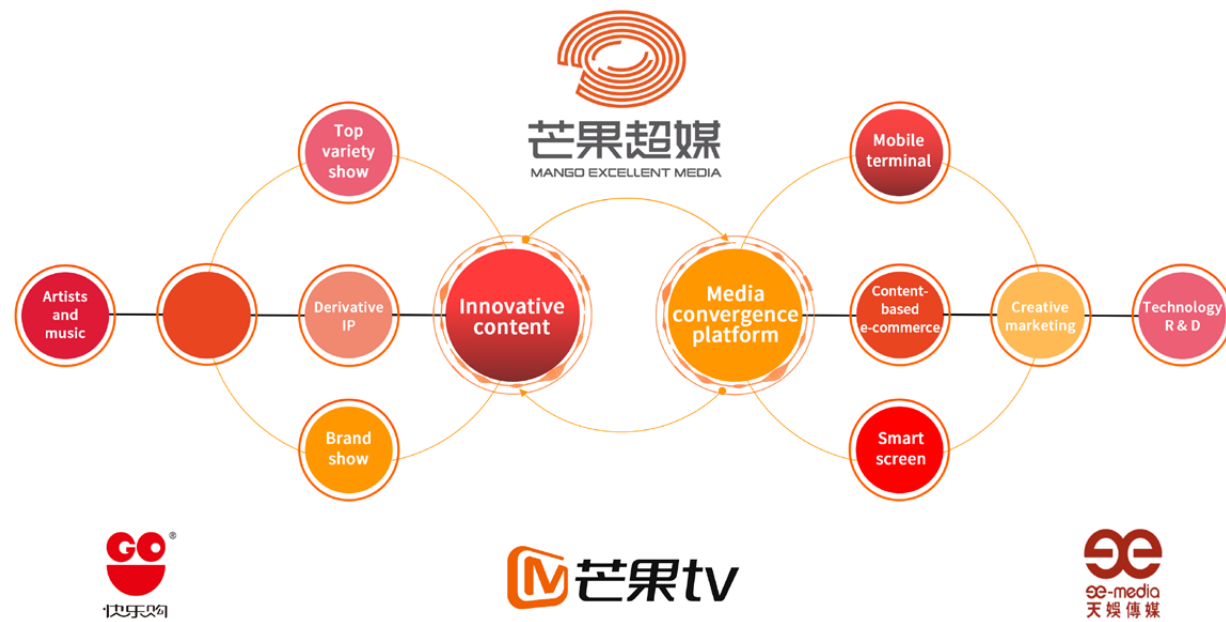 芒果超媒
MANGO EXCELLENT MEDIA
Top
variety
show
Mobile
terminal
Artists
and
music
Derivative
IP
Innovative
content
Media
convergence
platform
Content-
based
e-commerce
Creative
marketing
Technology
R & D
Brand
show
Smart
screen
GO®
快乐购
芒果tv
ee-media
天娛傳媒